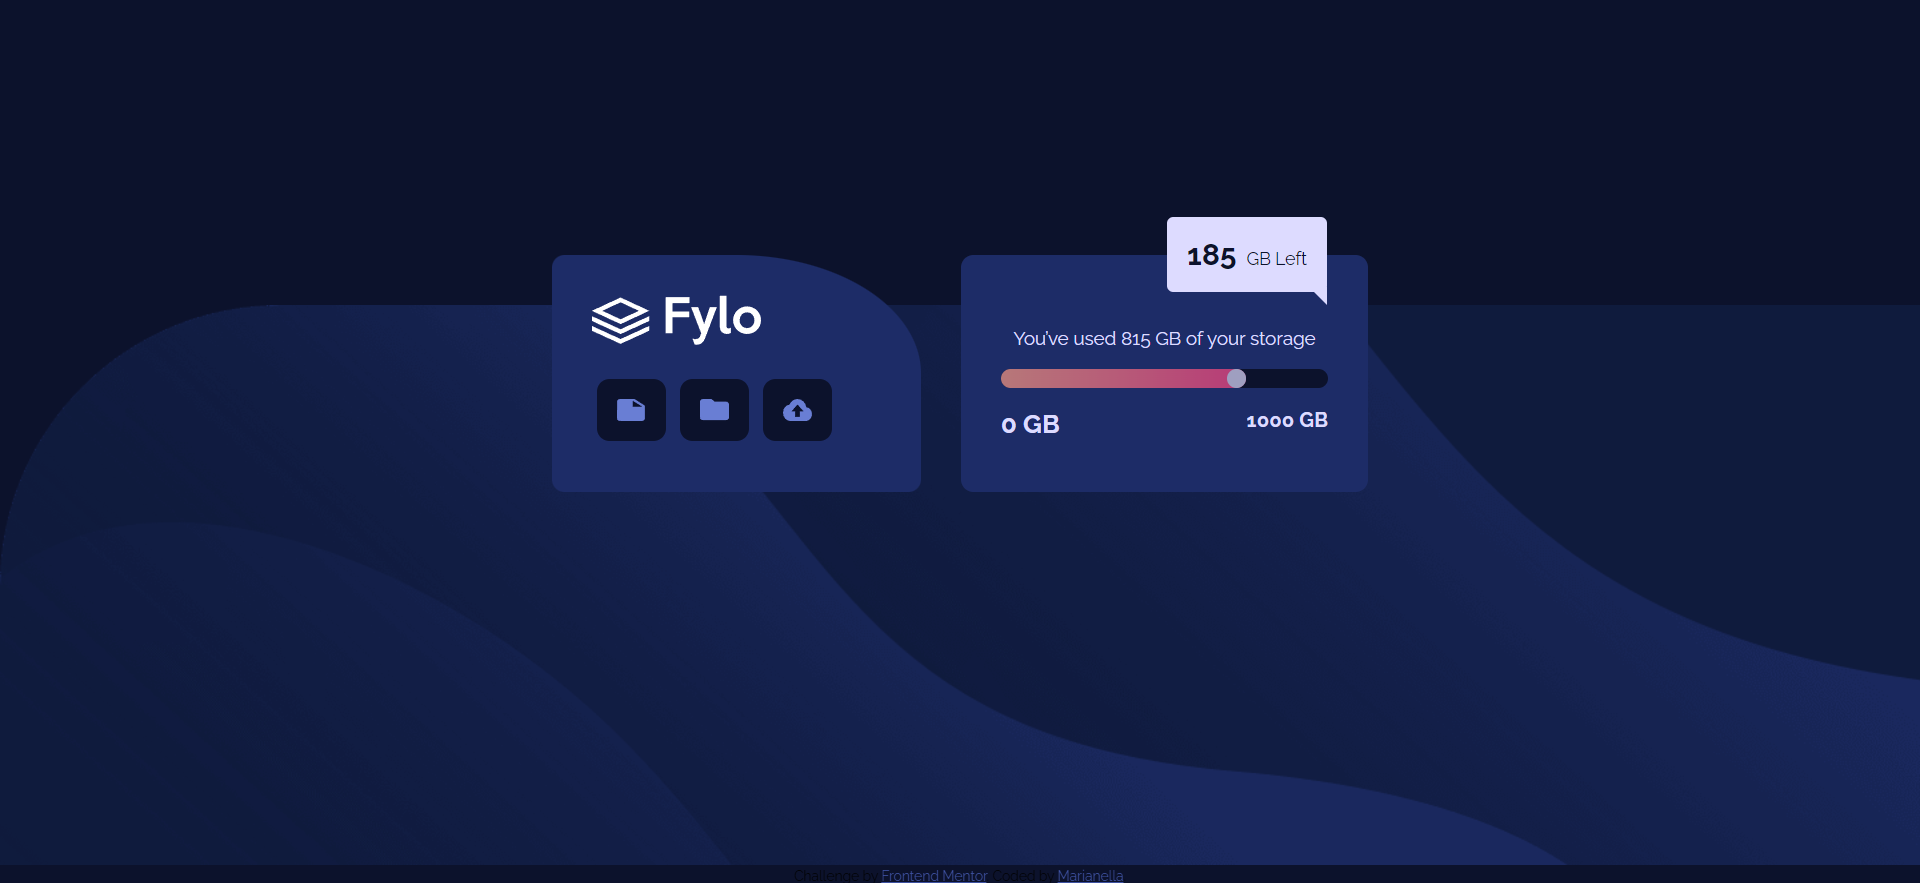 185 GB Left
Fylo
You've used 815 GB of your storage
0 GB
1000 GB
Challenge by Frontend Mentor. Coded by Marianella